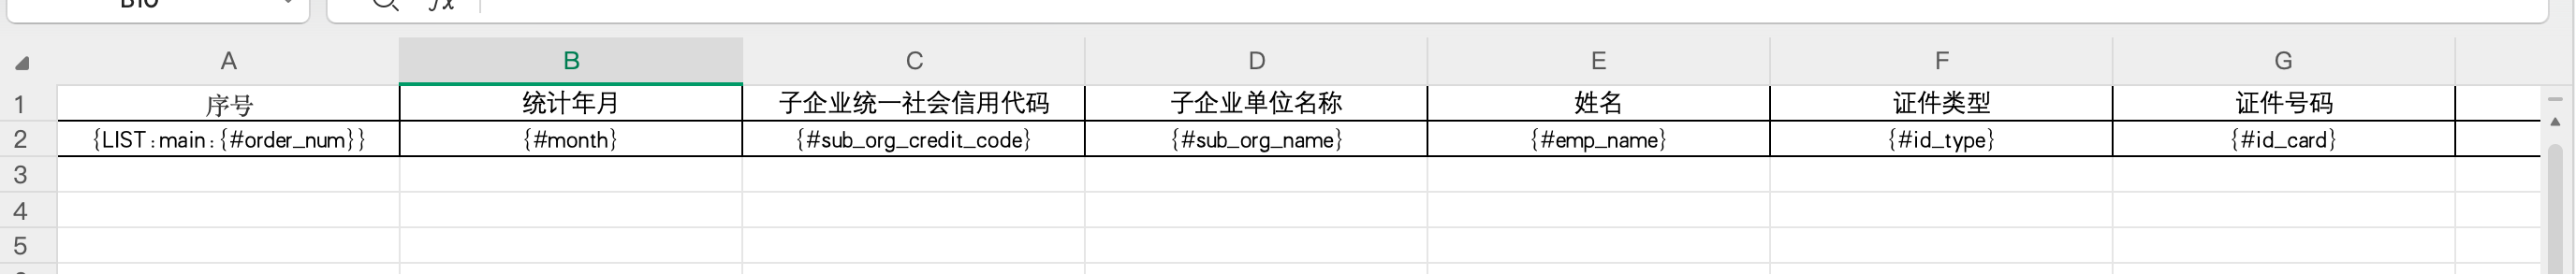 A B C D E F G
1 序号 统计年月 子企业统一社会信用代码 子企业单位名称 姓名 证件类型 证件号码
2 {LIST:main:{#order_num}} {#month} {#sub_org_credit_code} {#sub_org_name} {#emp_name} {#id_type} {#id_card}
3
4
5